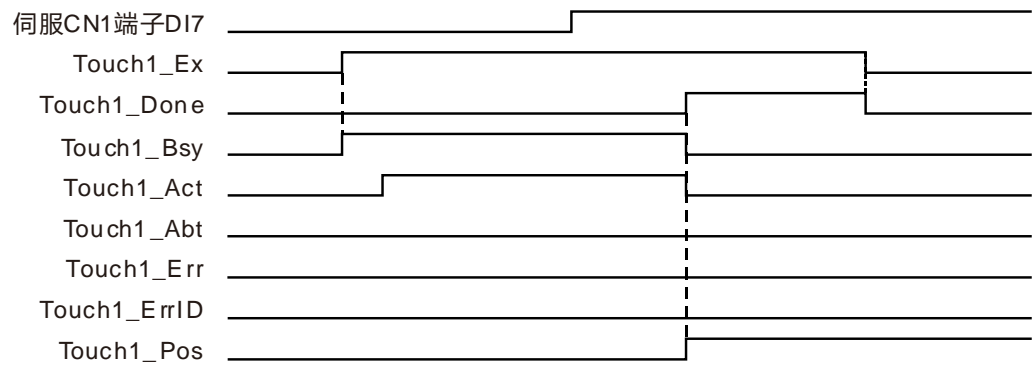 伺服CN1端子DI7
Touch1_Ex
Touch1_Done
Touch1_Bsy
Touch1_Act
Touch1_Abt
Touch1_Err
Touch1_ErrID
Touch1_Pos